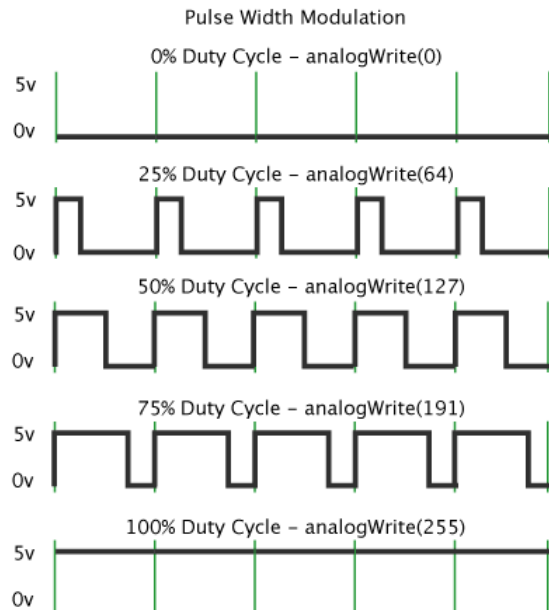 Pulse Width Modulation
0% Duty Cycle – analogWrite(0)
5v
0v
25% Duty Cycle – analogWrite(64)
5v
0v
50% Duty Cycle – analogWrite(127)
5v
0v
75% Duty Cycle – analogWrite(191)
5v
0v
100% Duty Cycle – analogWrite(255)
5v
0v